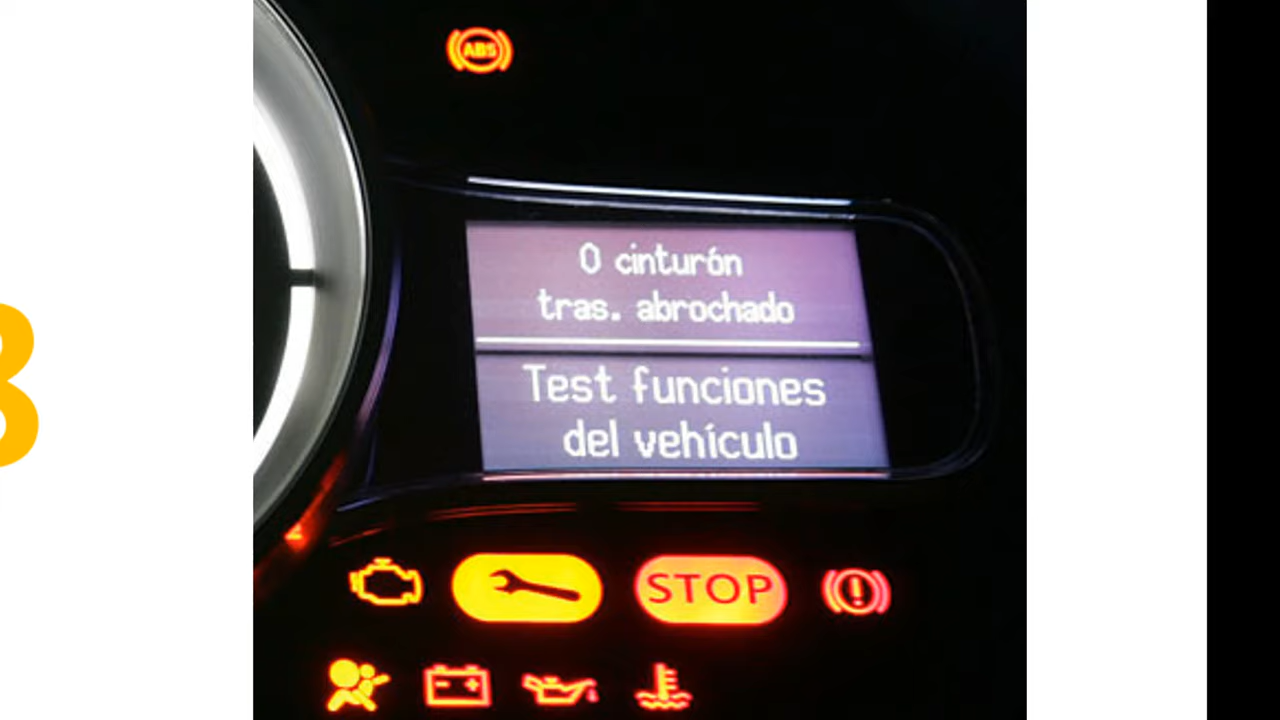 ABS
0 cinturón
tras. abrochado
Test funciones
del vehículo
STOP